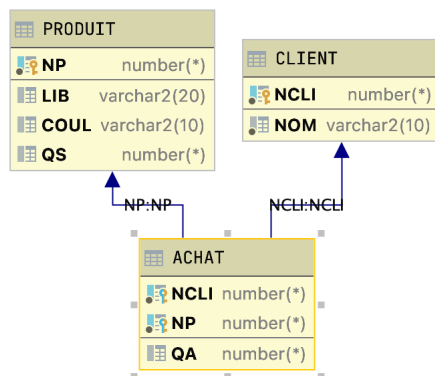 PRODUIT
NP number(*)
LIB varchar2(20)
COUL varchar2(10)
QS number(*)
CLIENT
NCLI number(*)
NOM varchar2(10)
NP:NP
NCLI:NCLI
ACHAT
NCLI number(*)
NP number(*)
QA number(*)